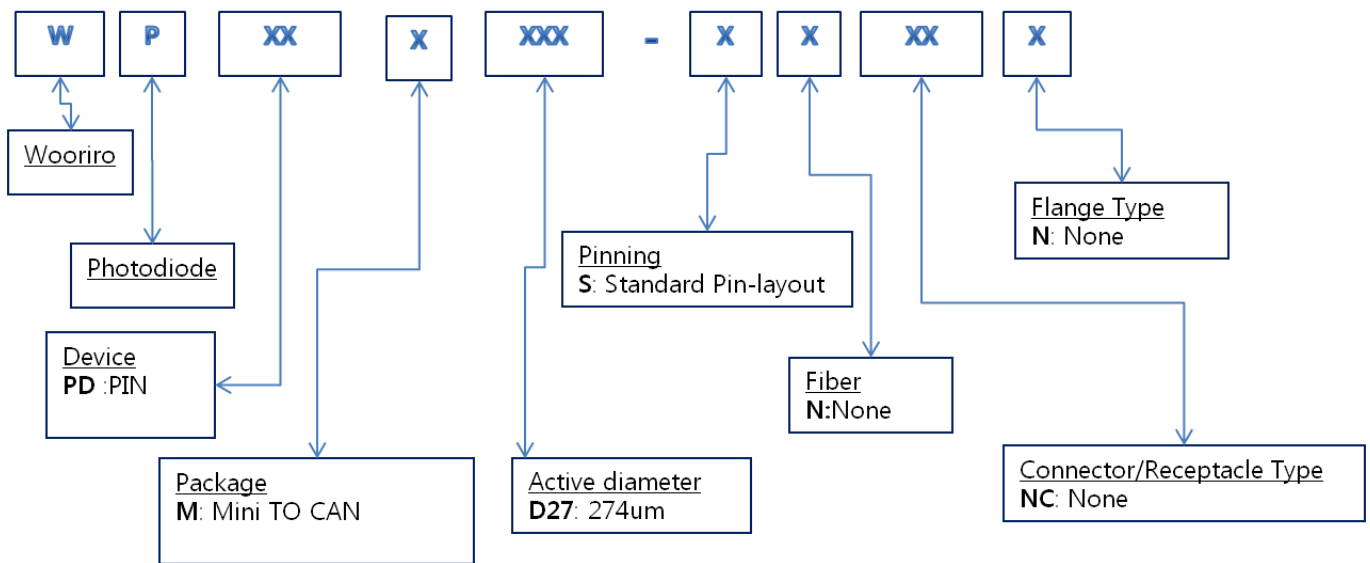 W P XX X XXX - X X XX X
Wooriro
Photodiode
Device
PD :PIN
Package
M: Mini TO CAN
Active diameter
D27: 274um
Pinning
S: Standard Pin-layout
Fiber
N:None
Connector/Receptacle Type
NC: None
Flange Type
N: None